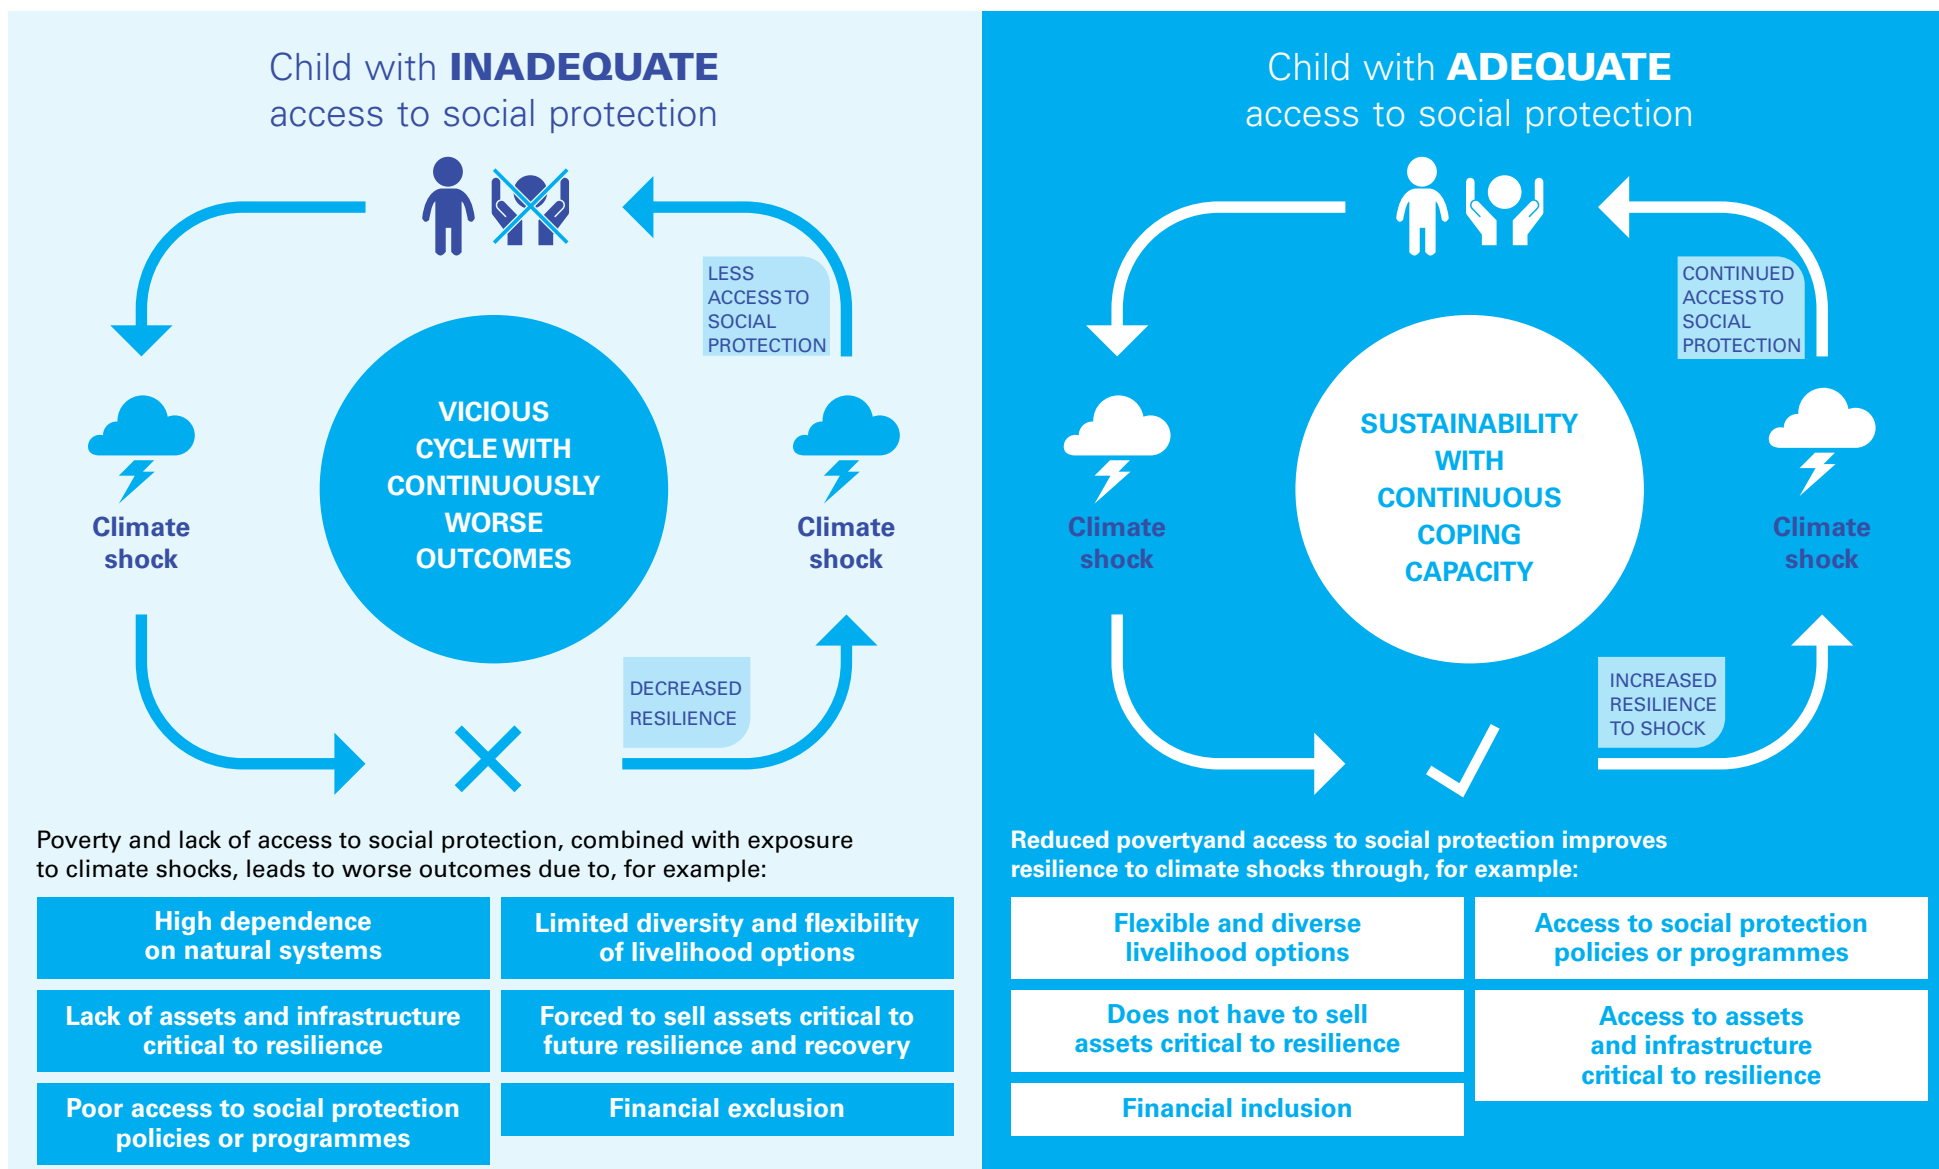 Child with INADEQUATE
access to social protection
LESS
ACCESS TO
SOCIAL
PROTECTION
VICIOUS
CYCLE WITH
CONTINUOUSLY
WORSE
OUTCOMES
Climate
shock
Climate
shock
DECREASED
RESILIENCE
Poverty and lack of access to social protection, combined with exposure
to climate shocks, leads to worse outcomes due to, for example:
High dependence
on natural systems
Limited diversity and flexibility
of livelihood options
Lack of assets and infrastructure
critical to resilience
Forced to sell assets critical to
future resilience and recovery
Poor access to social protection
policies or programmes
Financial exclusion
Child with ADEQUATE
access to social protection
CONTINUED
ACCESS TO
SOCIAL
PROTECTION
SUSTAINABILITY
WITH
CONTINUOUS
COPING
CAPACITY
Climate
shock
Climate
shock
INCREASED
RESILIENCE
TO SHOCK
Reduced povertyand access to social protection improves
resilience to climate shocks through, for example:
Flexible and diverse
livelihood options
Access to social protection
policies or programmes
Does not have to sell
assets critical to resilience
Access to assets
and infrastructure
critical to resilience
Financial inclusion